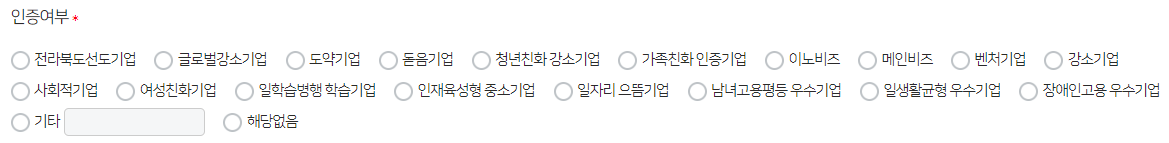 인증여부 *
전라북도선도기업 글로벌강소기업 도약기업 돋음기업 청년친화 강소기업 가족친화 인증기업 이노비즈 메인비즈 벤처기업 강소기업
사회적기업 여성친화기업 일학습병행 학습기업 인재육성형 중소기업 일자리 으뜸기업 남녀고용평등 우수기업 일생활균형 우수기업 장애인고용 우수기업
기타 해당없음